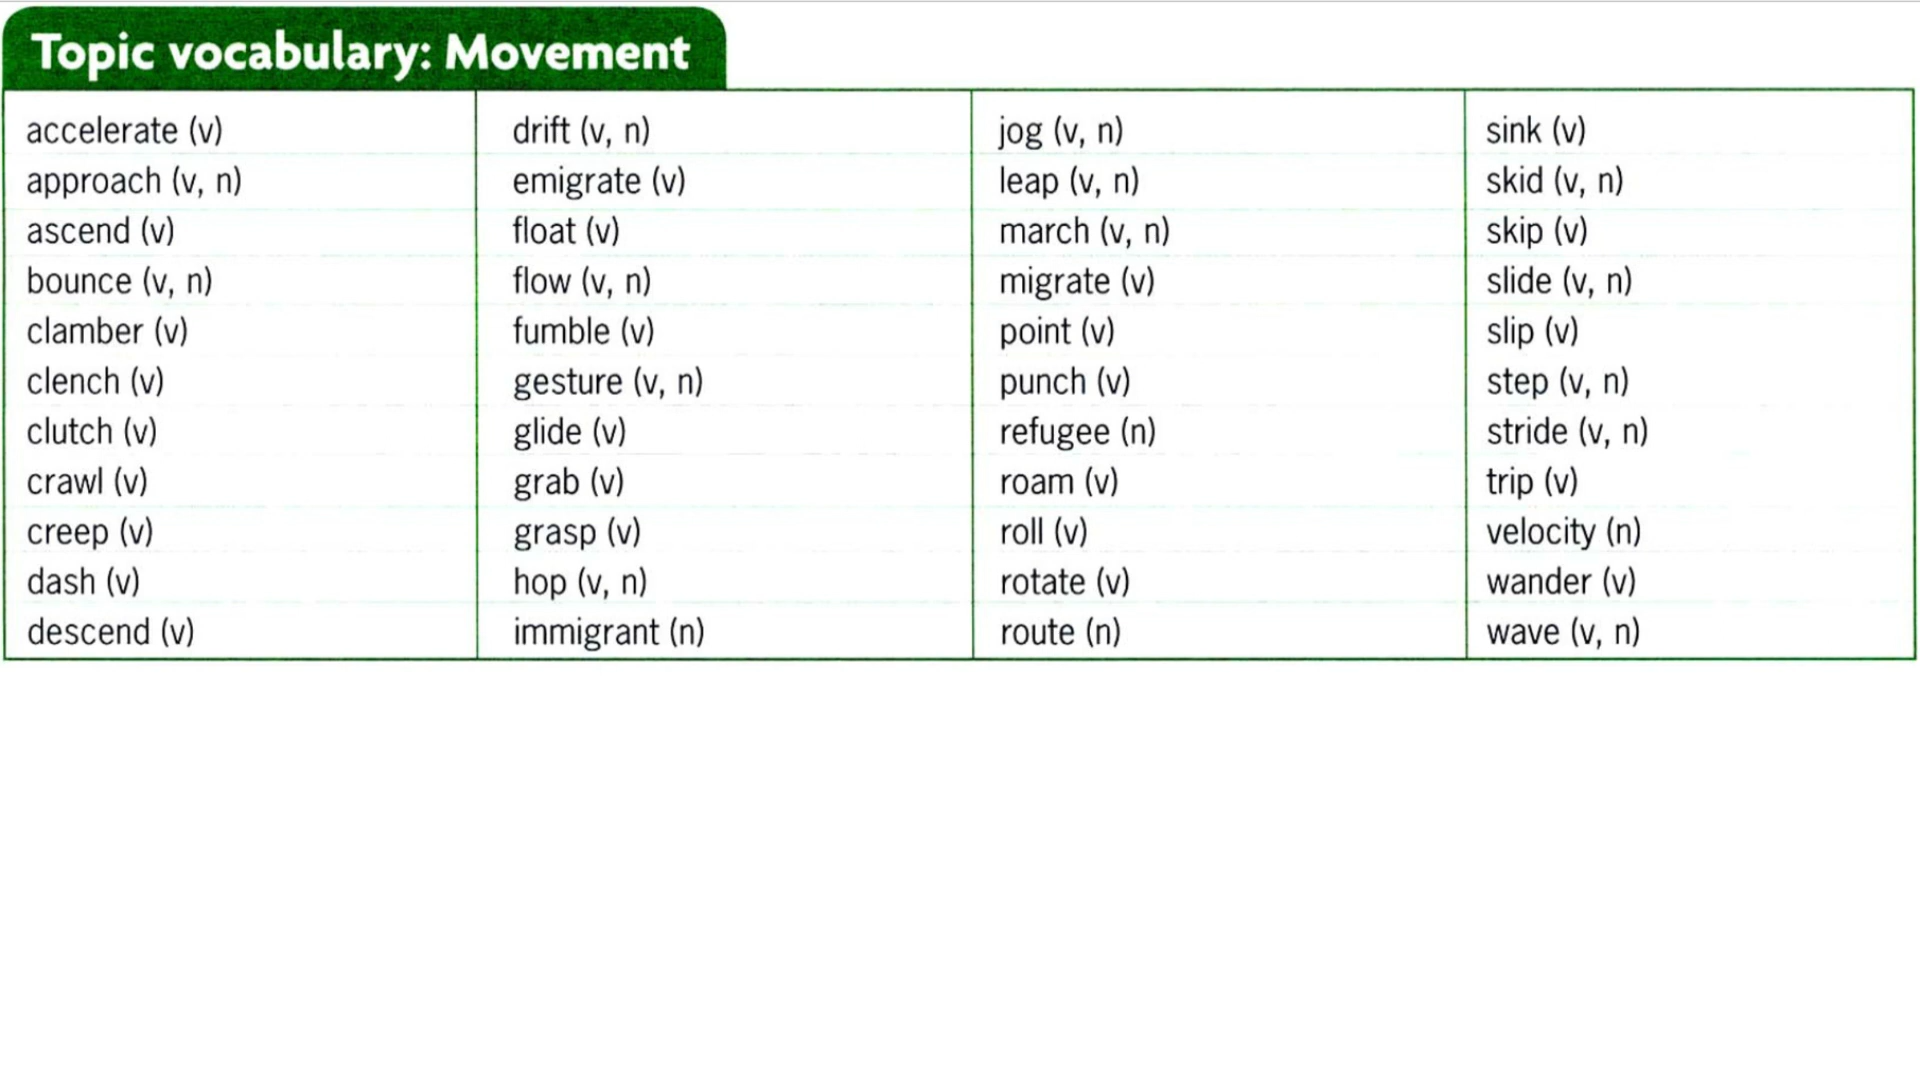 Topic vocabulary: Movement
accelerate (v)
approach (v, n)
ascend (v)
bounce (v, n)
clamber (v)
clench (v)
clutch (v)
crawl (v)
creep (v)
dash (v)
descend (v)
drift (v, n)
emigrate (v)
float (v)
flow (v, n)
fumble (v)
gesture (v, n)
glide (v)
grab (v)
grasp (v)
hop (v, n)
immigrant (n)
jog (v, n)
leap (v, n)
march (v, n)
migrate (v)
point (v)
punch (v)
refugee (n)
roam (v)
roll (v)
rotate (v)
route (n)
sink (v)
skid (v, n)
skip (v)
slide (v, n)
slip (v)
step (v, n)
stride (v, n)
trip (v)
velocity (n)
wander (v)
wave (v, n)